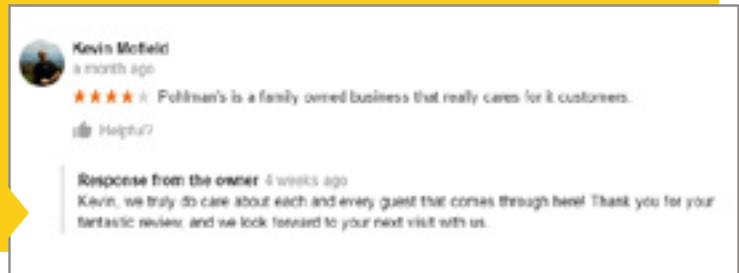 Kevin Mofield
a month ago
Pohlman's is a family owned business that really cares for it customers.
Helpful?
Response from the owner 4 weeks ago
Kevin, we truly do care about each and every guest that comes through here! Thank you for your
fantastic review, and we look forward to your next visit with us.